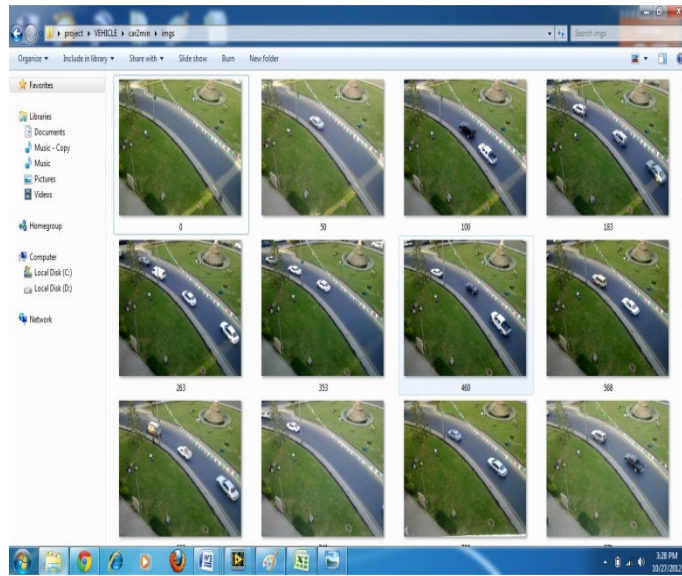 project ▸ VEHICLE ▸ car2min ▸ imgs
Search imgs
Organize Include in library Share with Slide show Burn New folder
Favorites
Libraries
Documents
Music - Copy
Music
Pictures
Videos
Homegroup
Computer
Local Disk (C:)
Local Disk (D:)
Network
0 50 100 183
263 353 460 568
3:28 PM
10/27/2012